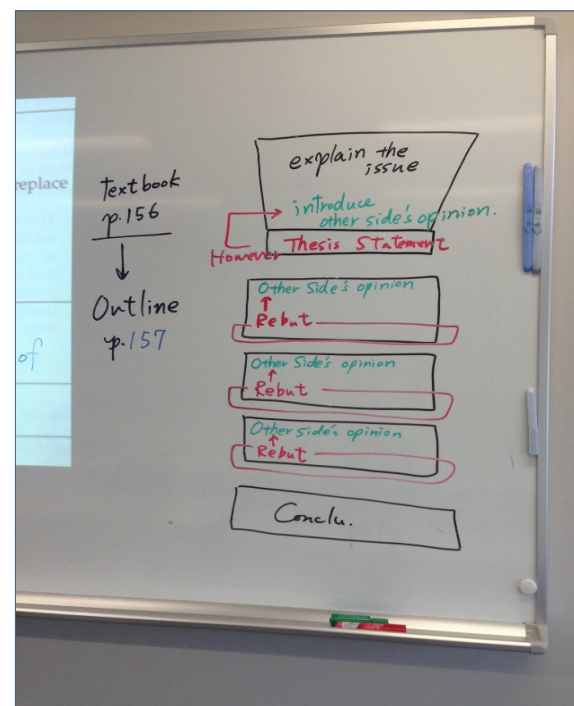 replace
of
Textbook
p.156
Outline
p.157
explain the
issue
introduce
other side's opinion.
However
Thesis Statement
Other Side's opinion
Rebut
Other Side's opinion
Rebut
Other side's opinion
Rebut
Conclu.